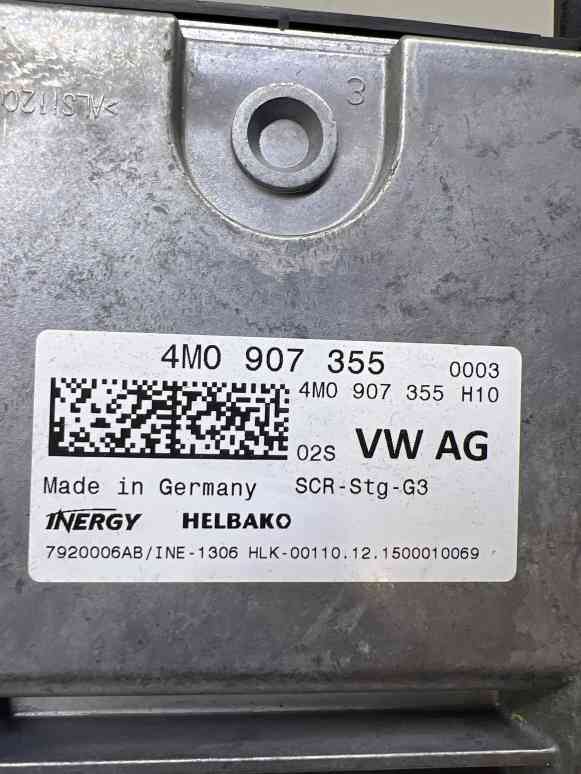 3
4M0 907 355 0003
4M0 907 355 H10
02S VW AG
Made in Germany SCR-Stg-G3
INERGY HELBAKO
7920006AB/INE-1306 HLK-00110.12.1500010069